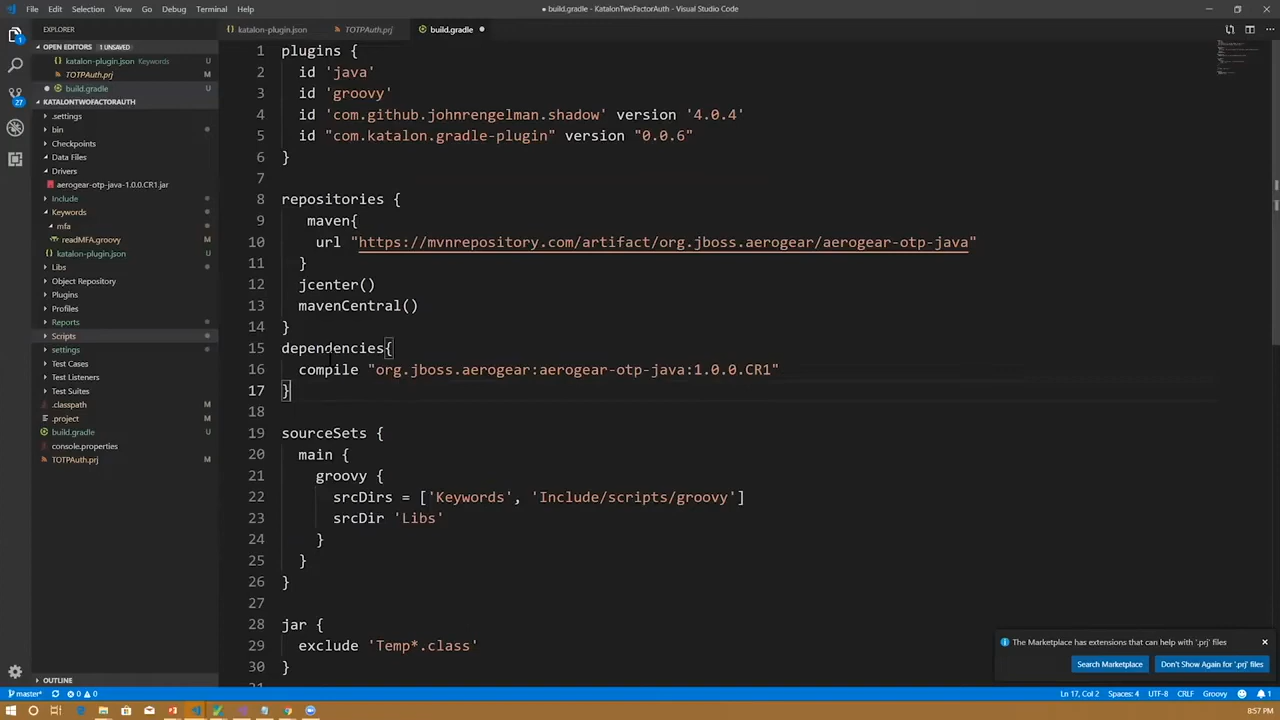 File Edit Selection View Go Debug Terminal Help
● build.gradle - KatalonTwoFactorAuth - Visual Studio Code
EXPLORER
OPEN EDITORS 1 UNSAVED
katalon-plugin.json Keywords U
TOTPAuth.prj M
● build.gradle U
KATALONTWOFACTORAUTH
.settings
bin
Checkpoints
Data Files
Drivers
aerogear-otp-java-1.0.0.CR1.jar
Include
Keywords
mfa
readMFA.groovy M
katalon-plugin.json U
Libs
Object Repository
Plugins
Profiles
Reports
Scripts
settings
Test Cases
Test Listeners
Test Suites
.classpath M
.project M
build.gradle U
console.properties
TOTPAuth.prj M
OUTLINE
1
27
katalon-plugin.json TOTPAuth.prj build.gradle ●
1 plugins {
2 id 'java'
3 id 'groovy'
4 id 'com.github.johnrengelman.shadow' version '4.0.4'
5 id "com.katalon.gradle-plugin" version "0.0.6"
6 }
7
8 repositories {
9 maven{
10 url "https://mvnrepository.com/artifact/org.jboss.aerogear/aerogear-otp-java"
11 }
12 jcenter()
13 mavenCentral()
14 }
15 dependencies{
16 compile "org.jboss.aerogear:aerogear-otp-java:1.0.0.CR1"
17 }
18
19 sourceSets {
20 main {
21 groovy {
22 srcDirs = ['Keywords', 'Include/scripts/groovy']
23 srcDir 'Libs'
24 }
25 }
26 }
27
28 jar {
29 exclude 'Temp*.class'
30 }
The Marketplace has extensions that can help with '.prj' files
Search Marketplace Don't Show Again for '.prj' files
master* 0 0 Ln 17, Col 2 Spaces: 4 UTF-8 CRLF Groovy 1
8:57 PM